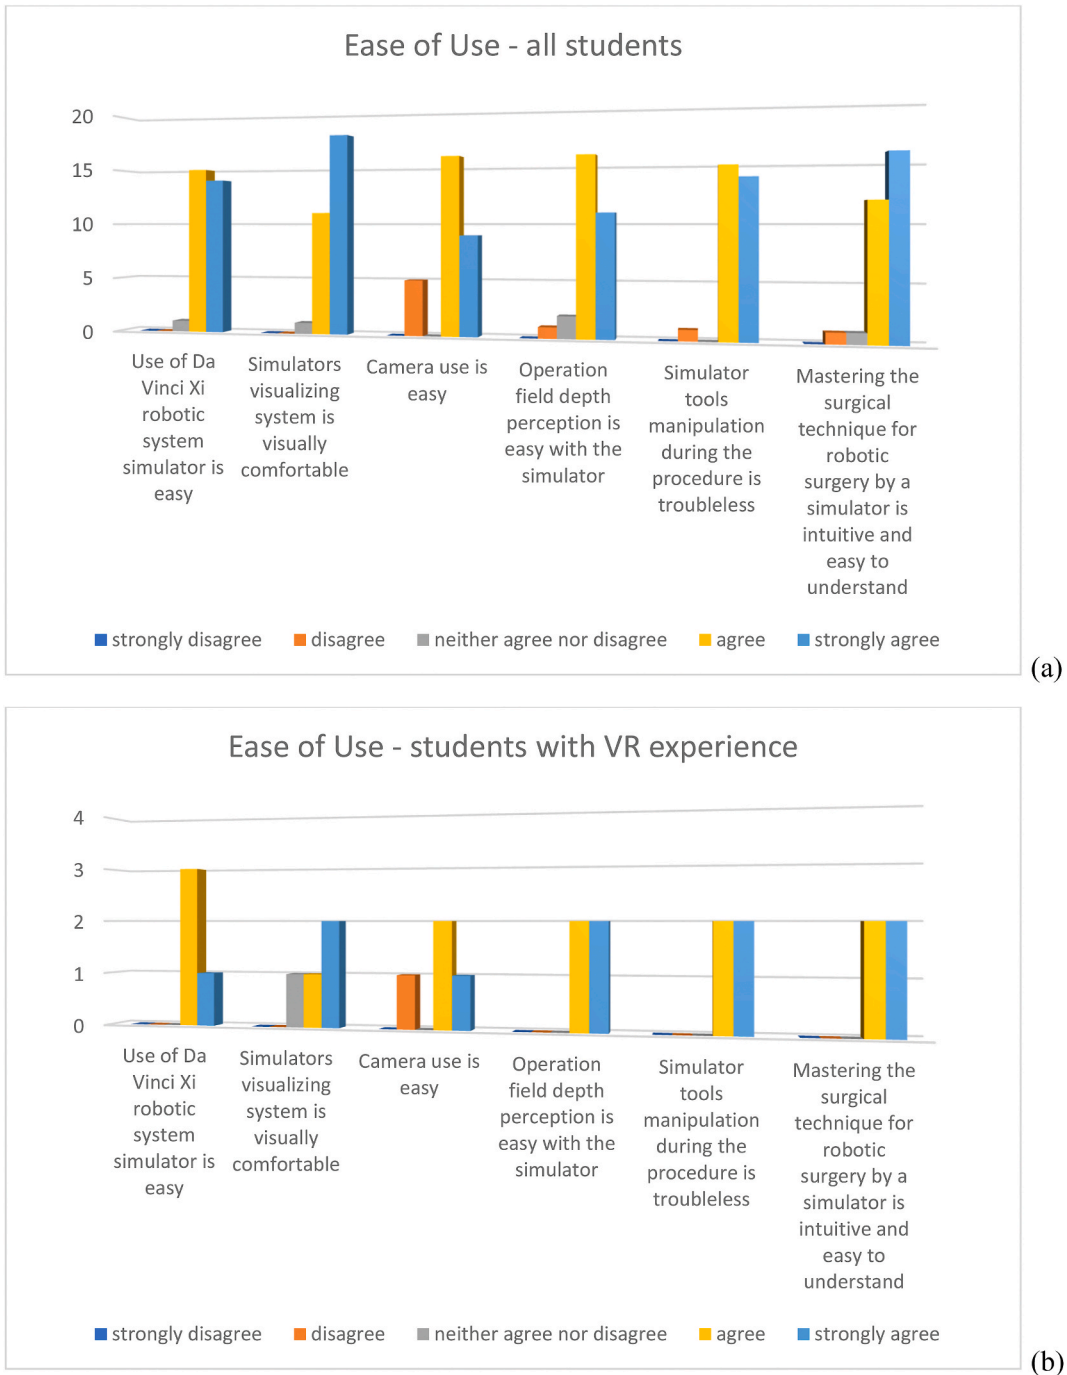 Ease of Use - all students
20
15
10
5
0
Use of Da
Vinci Xi
robotic
system
simulator is
easy
Simulators
visualizing
system is
visually
comfortable
Camera use is
easy
Operation
field depth
perception is
easy with the
simulator
Simulator
tools
manipulation
during the
procedure is
troubleless
Mastering the
surgical
technique for
robotic
surgery by a
simulator is
intuitive and
easy to
understand
strongly disagree
disagree
neither agree nor disagree
agree
strongly agree
(a)
Ease of Use - students with VR experience
4
3
2
1
0
Use of Da
Vinci Xi
robotic
system
simulator is
easy
Simulators
visualizing
system is
visually
comfortable
Camera use is
easy
Operation
field depth
perception is
easy with the
simulator
Simulator
tools
manipulation
during the
procedure is
troubleless
Mastering the
surgical
technique for
robotic
surgery by a
simulator is
intuitive and
easy to
understand
strongly disagree
disagree
neither agree nor disagree
agree
strongly agree
(b)